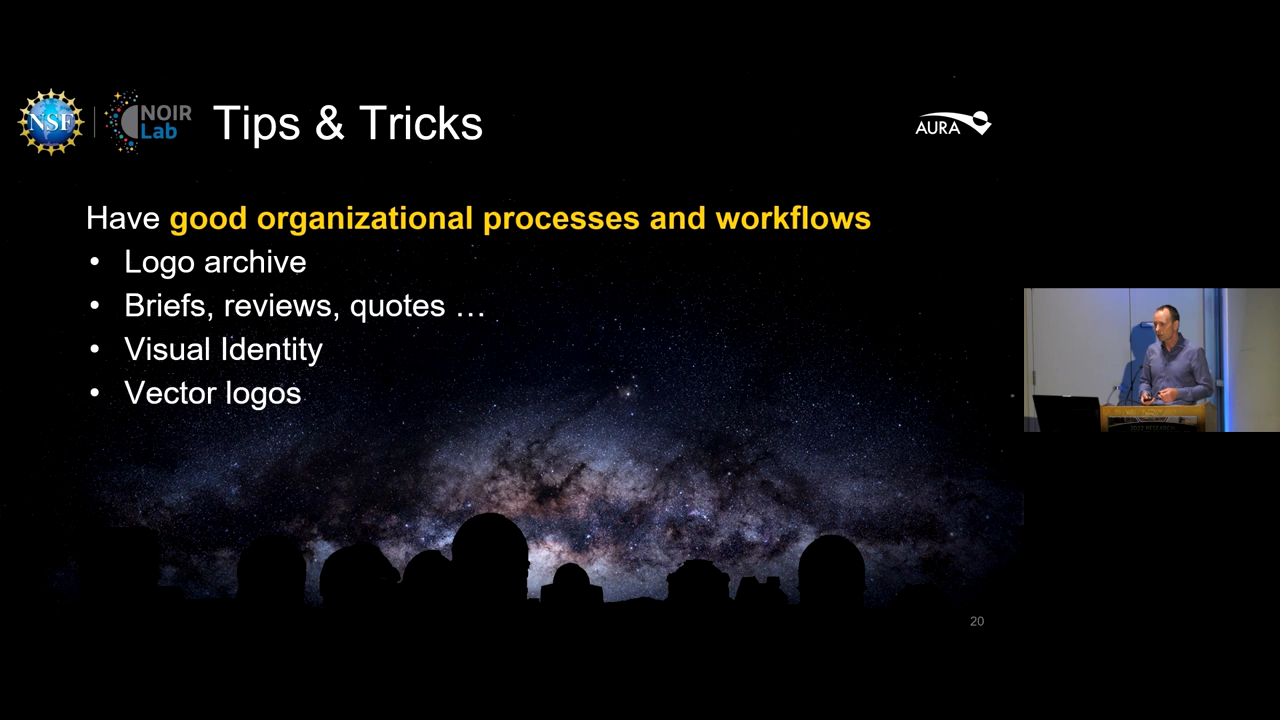 NSF
NOIR
Lab
Tips & Tricks
AURA
Have good organizational processes and workflows
• Logo archive
• Briefs, reviews, quotes …
• Visual Identity
• Vector logos
20